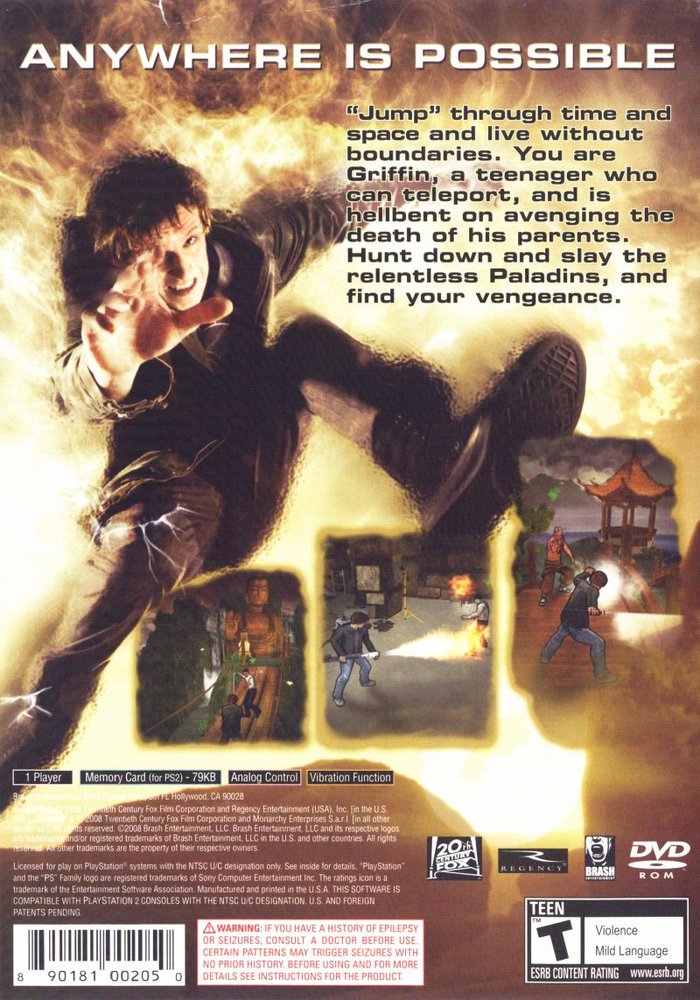 ANYWHERE IS POSSIBLE
“Jump” through time and
space and live without
boundaries. You are
Griffin, a teenager who
can teleport, and is
hellbent on avenging the
death of his parents.
Hunt down and slay the
relentless Paladins, and
find your vengeance.
1 Player
Memory Card (for PS2) - 79KB
Analog Control
Vibration Function
FL Hollywood, CA 90028
2008 Twentieth Century Fox Film Corporation and Regency Entertainment (USA), Inc. [in the U.S.
© 2008 Twentieth Century Fox Film Corporation and Monarchy Enterprises S.a.r.l. [in all other
All rights reserved. ©2008 Brash Entertainment, LLC. Brash Entertainment, LLC and its respective logos
are trademarks and/or registered trademarks of Brash Entertainment, LLC in the U.S. and other countries. All rights
reserved. All other trademarks are the property of their respective owners.
Licensed for play on PlayStation® systems with the NTSC U/C designation only. See inside for details. “PlayStation”
and the “PS” Family logo are registered trademarks of Sony Computer Entertainment Inc. The ratings icon is a
trademark of the Entertainment Software Association. Manufactured and printed in the U.S.A. THIS SOFTWARE IS
COMPATIBLE WITH PLAYSTATION 2 CONSOLES WITH THE NTSC U/C DESIGNATION. U.S. AND FOREIGN
PATENTS PENDING.
20th
CENTURY
FOX
R
REGENCY
BRASH
ENTERTAINMENT
DVD
ROM
8 90181 00205 0
WARNING: IF YOU HAVE A HISTORY OF EPILEPSY
OR SEIZURES, CONSULT A DOCTOR BEFORE USE.
CERTAIN PATTERNS MAY TRIGGER SEIZURES WITH
NO PRIOR HISTORY. BEFORE USING AND FOR MORE
DETAILS SEE INSTRUCTIONS FOR THE PRODUCT.
TEEN
T
Violence
Mild Language
ESRB CONTENT RATING www.esrb.org